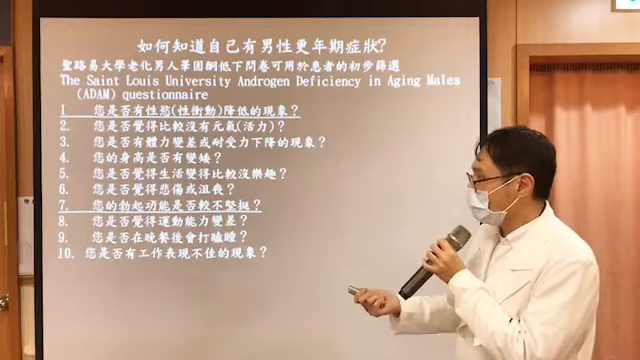 如何知道自己有男性更年期症狀?
聖路易大學老化男人睪固酮低下問卷可用於患者的初步篩選
The Saint Louis University Androgen Deficiency in Aging Males
(ADAM) questionnaire
1. 您是否有性慾(性衝動)降低的現象?
2. 您是否覺得比較沒有元氣(活力)?
3. 您是否有體力變差或耐受力下降的現象?
4. 您的身高是否有變矮?
5. 您是否覺得生活變得比較沒樂趣?
6. 您是否覺得悲傷或沮喪?
7. 您的勃起功能是否較不堅挺?
8. 您是否覺得運動能力變差?
9. 您是否在晚餐後會打瞌睡?
10. 您是否有工作表現不佳的現象?